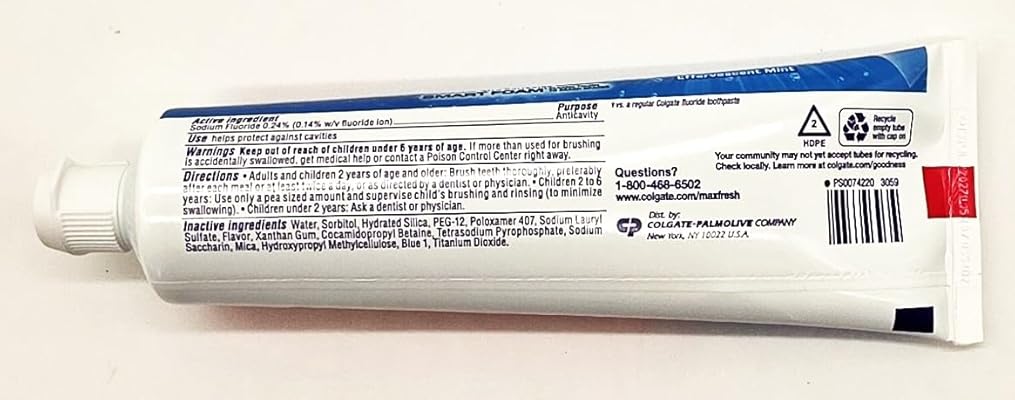 SMART FOAM
Effervescent Mint
Active ingredient Purpose
Sodium Fluoride 0.24% (0.14% w/v fluoride ion) Anticavity
Use helps protect against cavities
Warnings Keep out of reach of children under 6 years of age. If more than used for brushing
is accidentally swallowed, get medical help or contact a Poison Control Center right away.
Directions • Adults and children 2 years of age and older: Brush teeth thoroughly, preferably
after each meal or at least twice a day, or as directed by a dentist or physician. • Children 2 to 6
years: Use only a pea sized amount and supervise child's brushing and rinsing (to minimize
swallowing). • Children under 2 years: Ask a dentist or physician.
Inactive ingredients Water, Sorbitol, Hydrated Silica, PEG-12, Poloxamer 407, Sodium Lauryl
Sulfate, Flavor, Xanthan Gum, Cocamidopropyl Betaine, Tetrasodium Pyrophosphate, Sodium
Saccharin, Mica, Hydroxypropyl Methylcellulose, Blue 1, Titanium Dioxide.
vs. a regular Colgate fluoride toothpaste
2
HDPE
Recycle
empty tube
with cap on
Your community may not yet accept tubes for recycling.
Check locally. Learn more at colgate.com/goodness
Questions?
1-800-468-6502
www.colgate.com/maxfresh
Dist. by:
COLGATE-PALMOLIVE COMPANY
New York, NY 10022 U.S.A.
PS0074220 3059